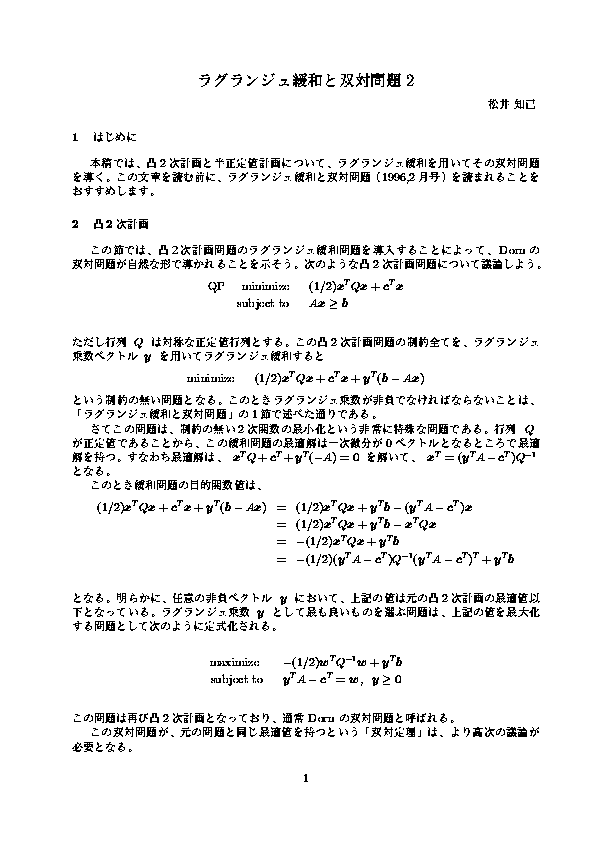 ラグランジュ緩和と双対問題 2
松井 知己
1 はじめに
本稿では、凸２次計画と半正定値計画について、ラグランジュ緩和を用いてその双対問題
を導く。この文章を読む前に、ラグランジュ緩和と双対問題（1996,2 月号）を読まれることを
おすすめします。
2 凸２次計画
この節では、凸２次計画問題のラグランジュ緩和問題を導入することによって、Dorn の
双対問題が自然な形で導かれることを示そう。次のような凸２次計画問題について議論しよう。
QP minimize (1/2)x^T Qx + c^T x
subject to Ax ≥ b
ただし行列 Q は対称な正定値行列とする。この凸２次計画問題の制約全てを、ラグランジュ
乗数ベクトル y を用いてラグランジュ緩和すると
minimize (1/2)x^T Qx + c^T x + y^T (b − Ax)
という制約の無い問題となる。このときラグランジュ乗数が非負でなければならないことは、
「ラグランジュ緩和と双対問題」の１節で述べた通りである。
さてこの問題は、制約の無い２次関数の最小化という非常に特殊な問題である。行列 Q
が正定値であることから、この緩和問題の最適解は一次微分が０ベクトルとなるところで最適
解を持つ。すなわち最適解は、 x^T Q + c^T + y^T (−A) = 0 を解いて、 x^T = (y^T A − c^T)Q^−1
となる。
このとき緩和問題の目的関数値は、
(1/2)x^T Qx + c^T x + y^T (b − Ax) = (1/2)x^T Qx + y^T b − (y^T A − c^T)x
= (1/2)x^T Qx + y^T b − x^T Qx
= −(1/2)x^T Qx + y^T b
= −(1/2)(y^T A − c^T)Q^−1 (y^T A − c^T)^T + y^T b
となる。明らかに、任意の非負ベクトル y において、上記の値は元の凸２次計画の最適値以
下となっている。ラグランジュ乗数 y として最も良いものを選ぶ問題は、上記の値を最大化
する問題として次のように定式化される。
maximize −(1/2)w^T Q^−1 w + y^T b
subject to y^T A − c^T = w, y ≥ 0
この問題は再び凸２次計画となっており、通常 Dorn の双対問題と呼ばれる。
この双対問題が、元の問題と同じ最適値を持つという「双対定理」は、より高次の議論が
必要となる。
1